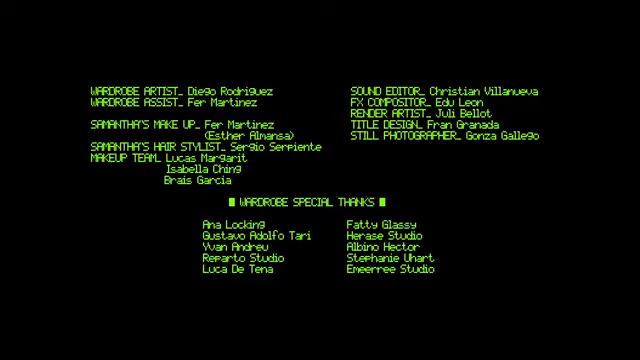 WARDROBE ARTIST_ Diego Rodriguez
WARDROBE ASSIST_ Fer Martinez
SAMANTHA'S MAKE UP_ Fer Martinez
(Esther Almansa)
SAMANTHA'S HAIR STYLIST_ Sergio Serpiente
MAKEUP TEAM_ Lucas Margarit
Isabella Ching
Brais Garcia
SOUND EDITOR_ Christian Villanueva
FX COMPOSITOR_ Edu Leon
RENDER ARTIST_ Juli Bellot
TITLE DESIGN_ Fran Granada
STILL PHOTOGRAPHER_ Gonza Gallego
WARDROBE SPECIAL THANKS
Ana Locking
Gustavo Adolfo Tari
Yvan Andreu
Reparto Studio
Luca De Tena
Fatty Glassy
Herase Studio
Albino Hector
Stephanie Uhart
Emeerree Studio